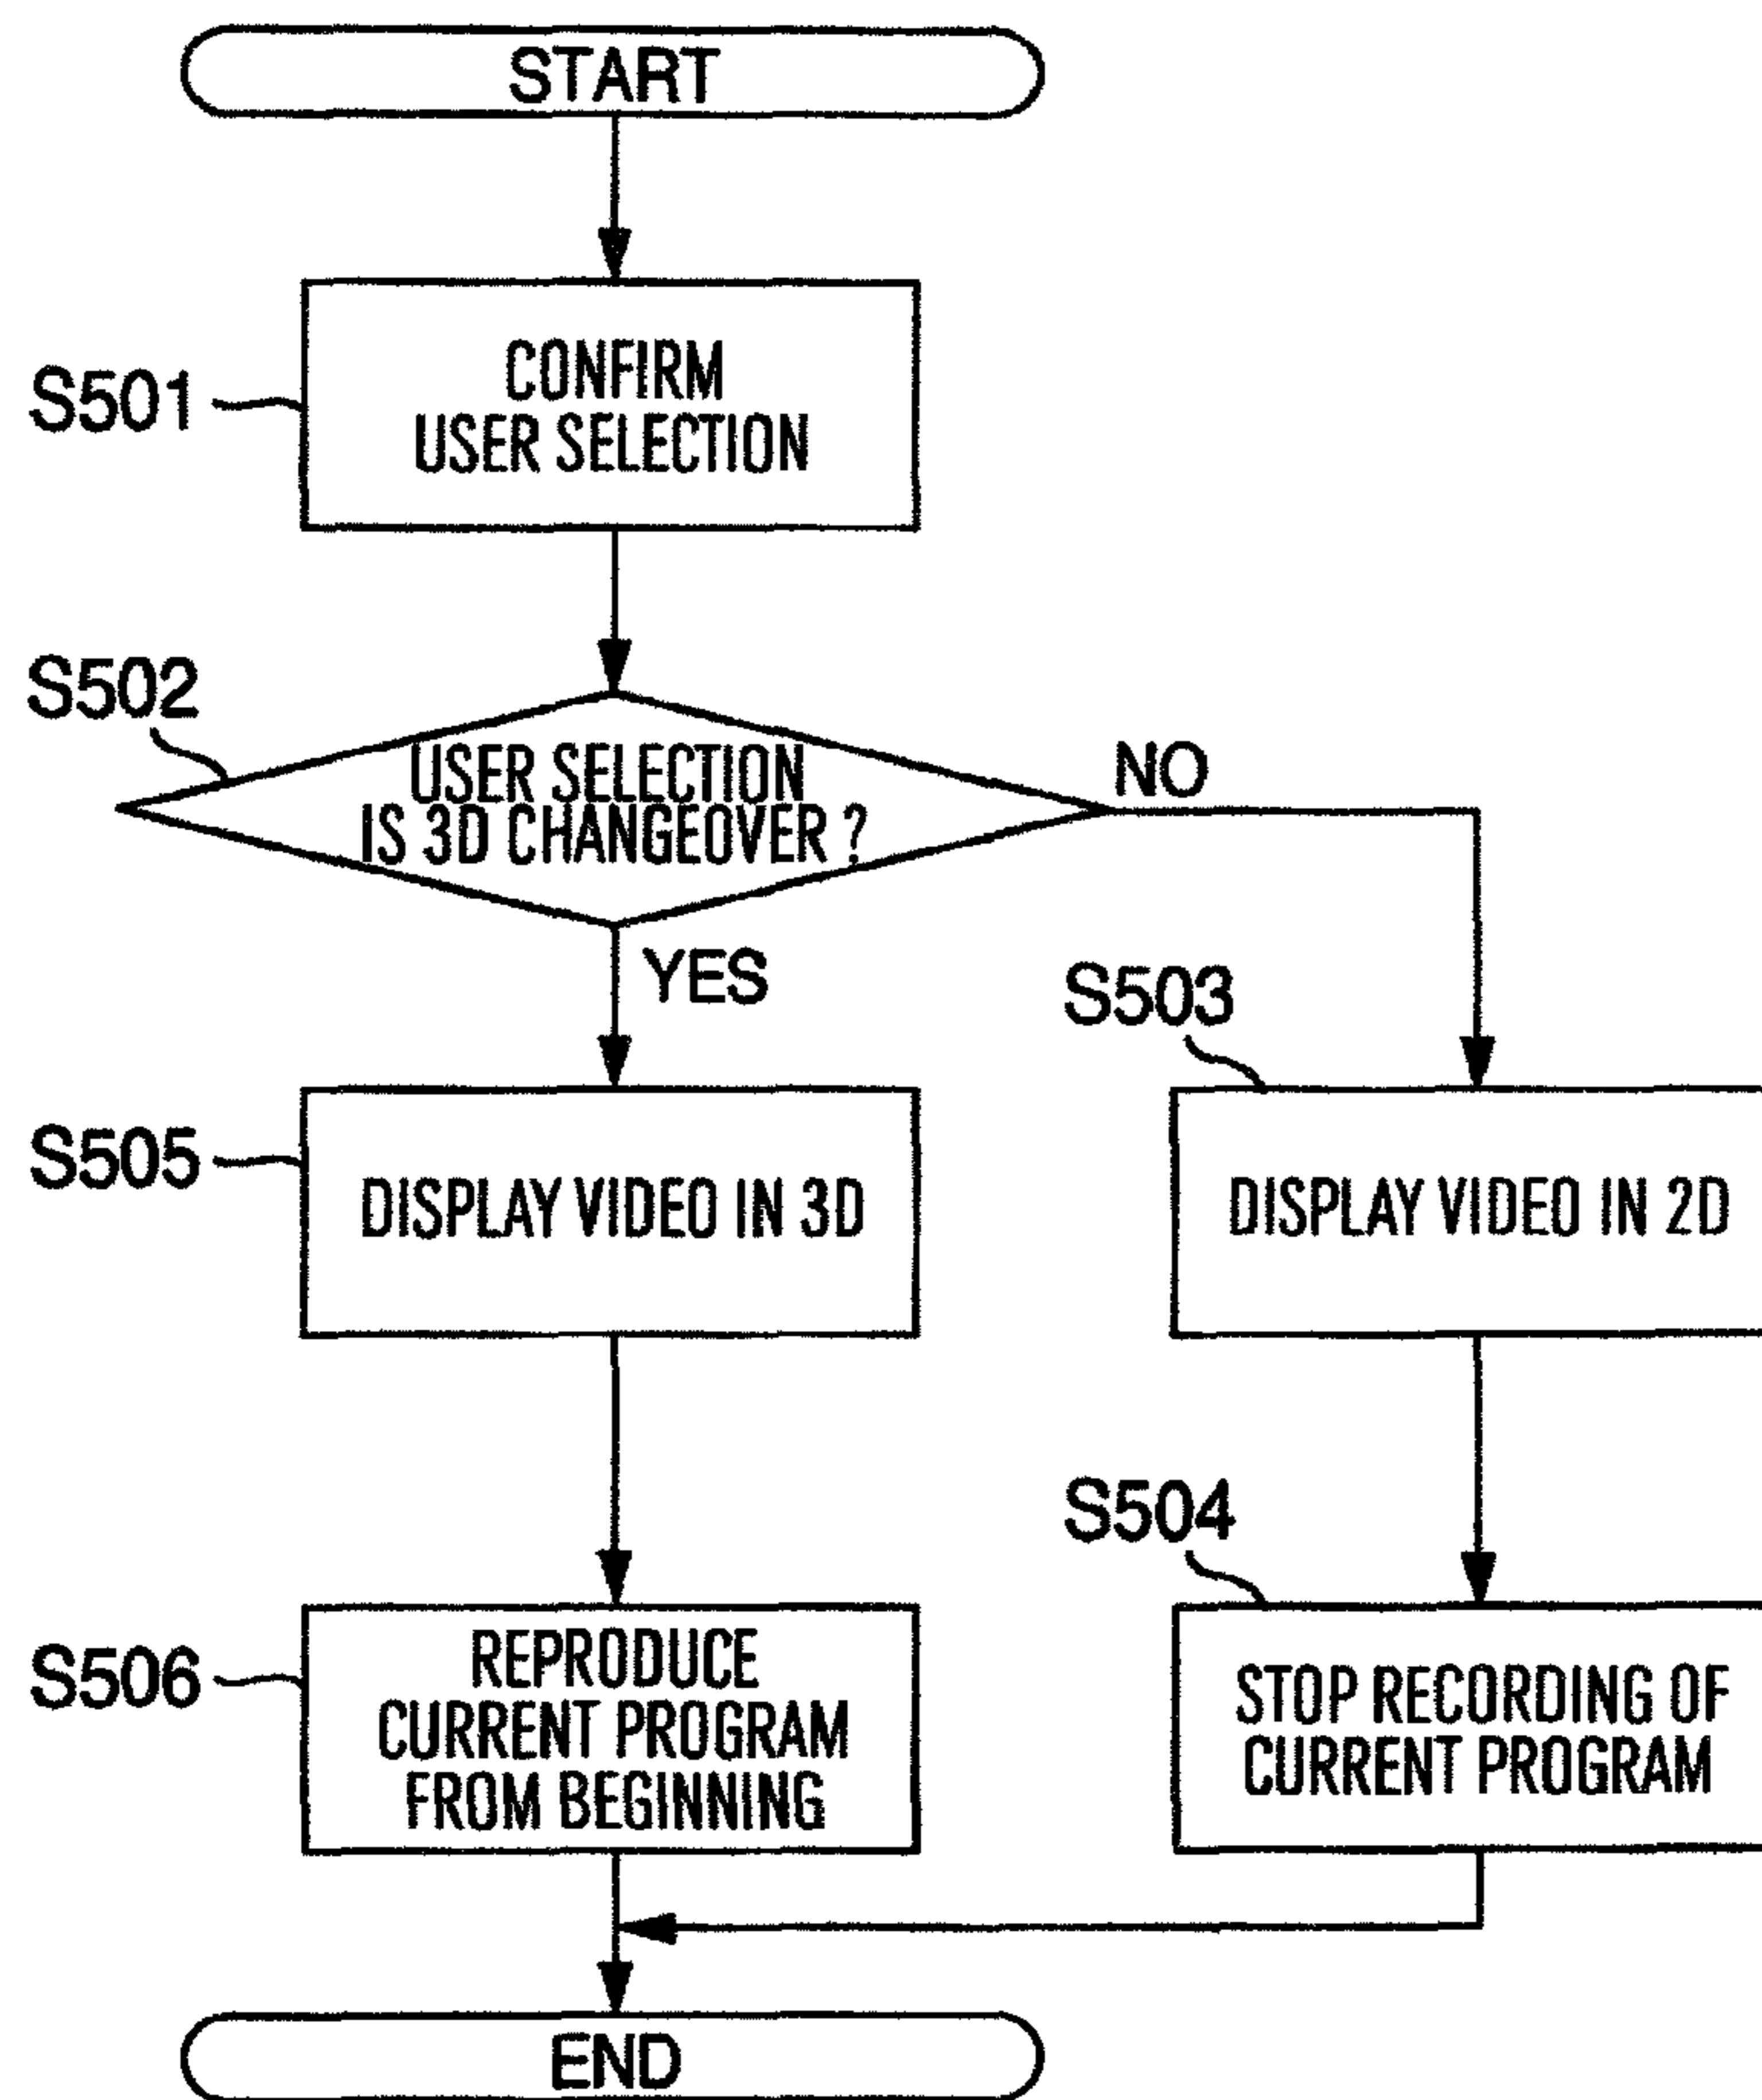 START
S501
CONFIRM
USER SELECTION
S502
USER SELECTION
IS 3D CHANGEOVER ?
NO
YES
S503
S505
DISPLAY VIDEO IN 3D
DISPLAY VIDEO IN 2D
S504
S506
REPRODUCE
CURRENT PROGRAM
FROM BEGINNING
STOP RECORDING OF
CURRENT PROGRAM
END